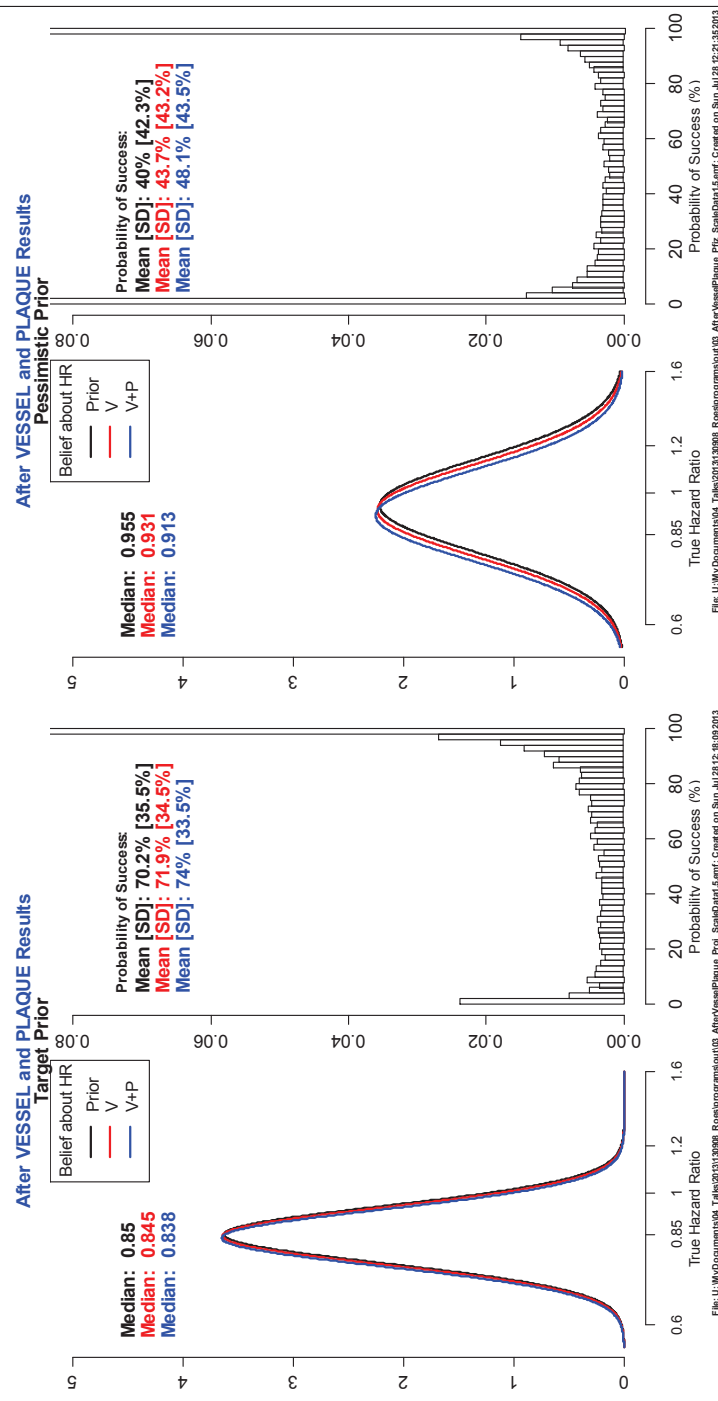 After VESSEL and PLAQUE Results
Target Prior
Belief about HR
Prior
V
V+P
Median: 0.85
Median: 0.845
Median: 0.838
5
4
3
2
1
0
0.6
0.85
1
1.2
1.6
True Hazard Ratio
Probability of Success:
Mean [SD]: 70.2% [35.5%]
Mean [SD]: 71.9% [34.5%]
Mean [SD]: 74% [33.5%]
0.08
0.06
0.04
0.02
0.00
0
20
40
60
80
100
Probability of Success (%)
After VESSEL and PLAQUE Results
Pessimistic Prior
Belief about HR
Prior
V
V+P
Median: 0.955
Median: 0.931
Median: 0.913
5
4
3
2
1
0
0.6
0.85
1
1.2
1.6
True Hazard Ratio
Probability of Success:
Mean [SD]: 40% [42.3%]
Mean [SD]: 43.7% [43.2%]
Mean [SD]: 48.1% [43.5%]
0.08
0.06
0.04
0.02
0.00
0
20
40
60
80
100
Probability of Success (%)